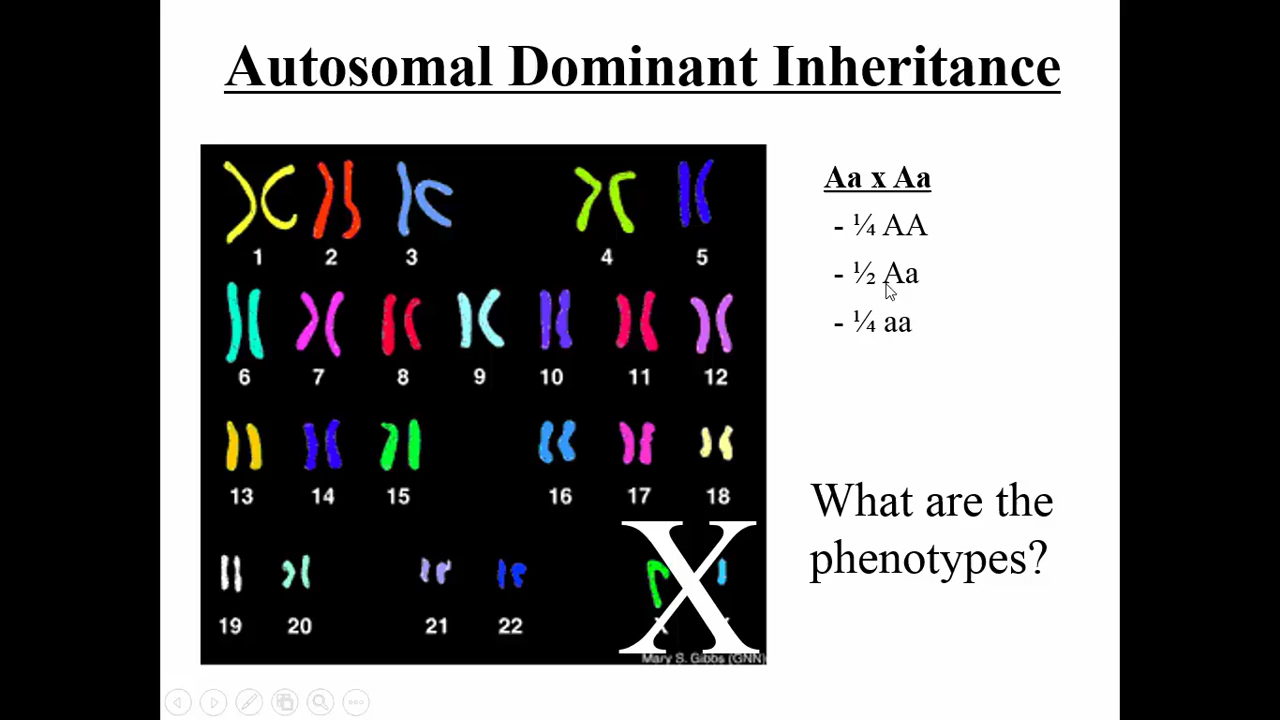 Autosomal Dominant Inheritance
Aa x Aa
- ¼ AA
- ½ Aa
- ¼ aa
1 2 3 4 5
6 7 8 9 10 11 12
13 14 15 16 17 18
19 20 21 22
X
Mary S. Gibbs (GNN)
What are the
phenotypes?